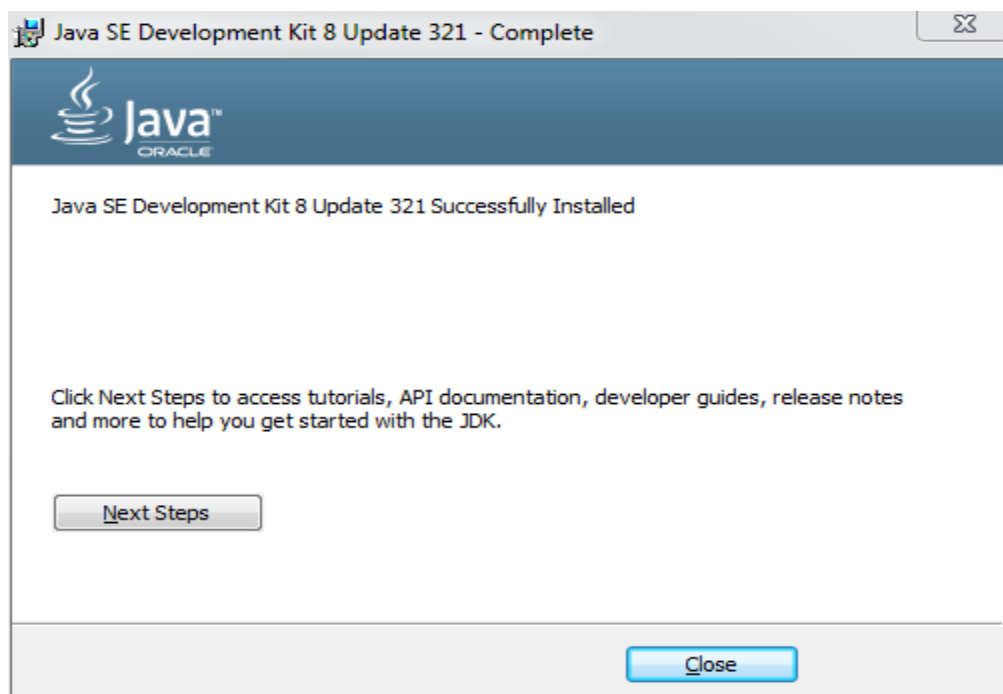 Java SE Development Kit 8 Update 321 - Complete
Java™
ORACLE
Java SE Development Kit 8 Update 321 Successfully Installed
Click Next Steps to access tutorials, API documentation, developer guides, release notes
and more to help you get started with the JDK.
Next Steps
Close